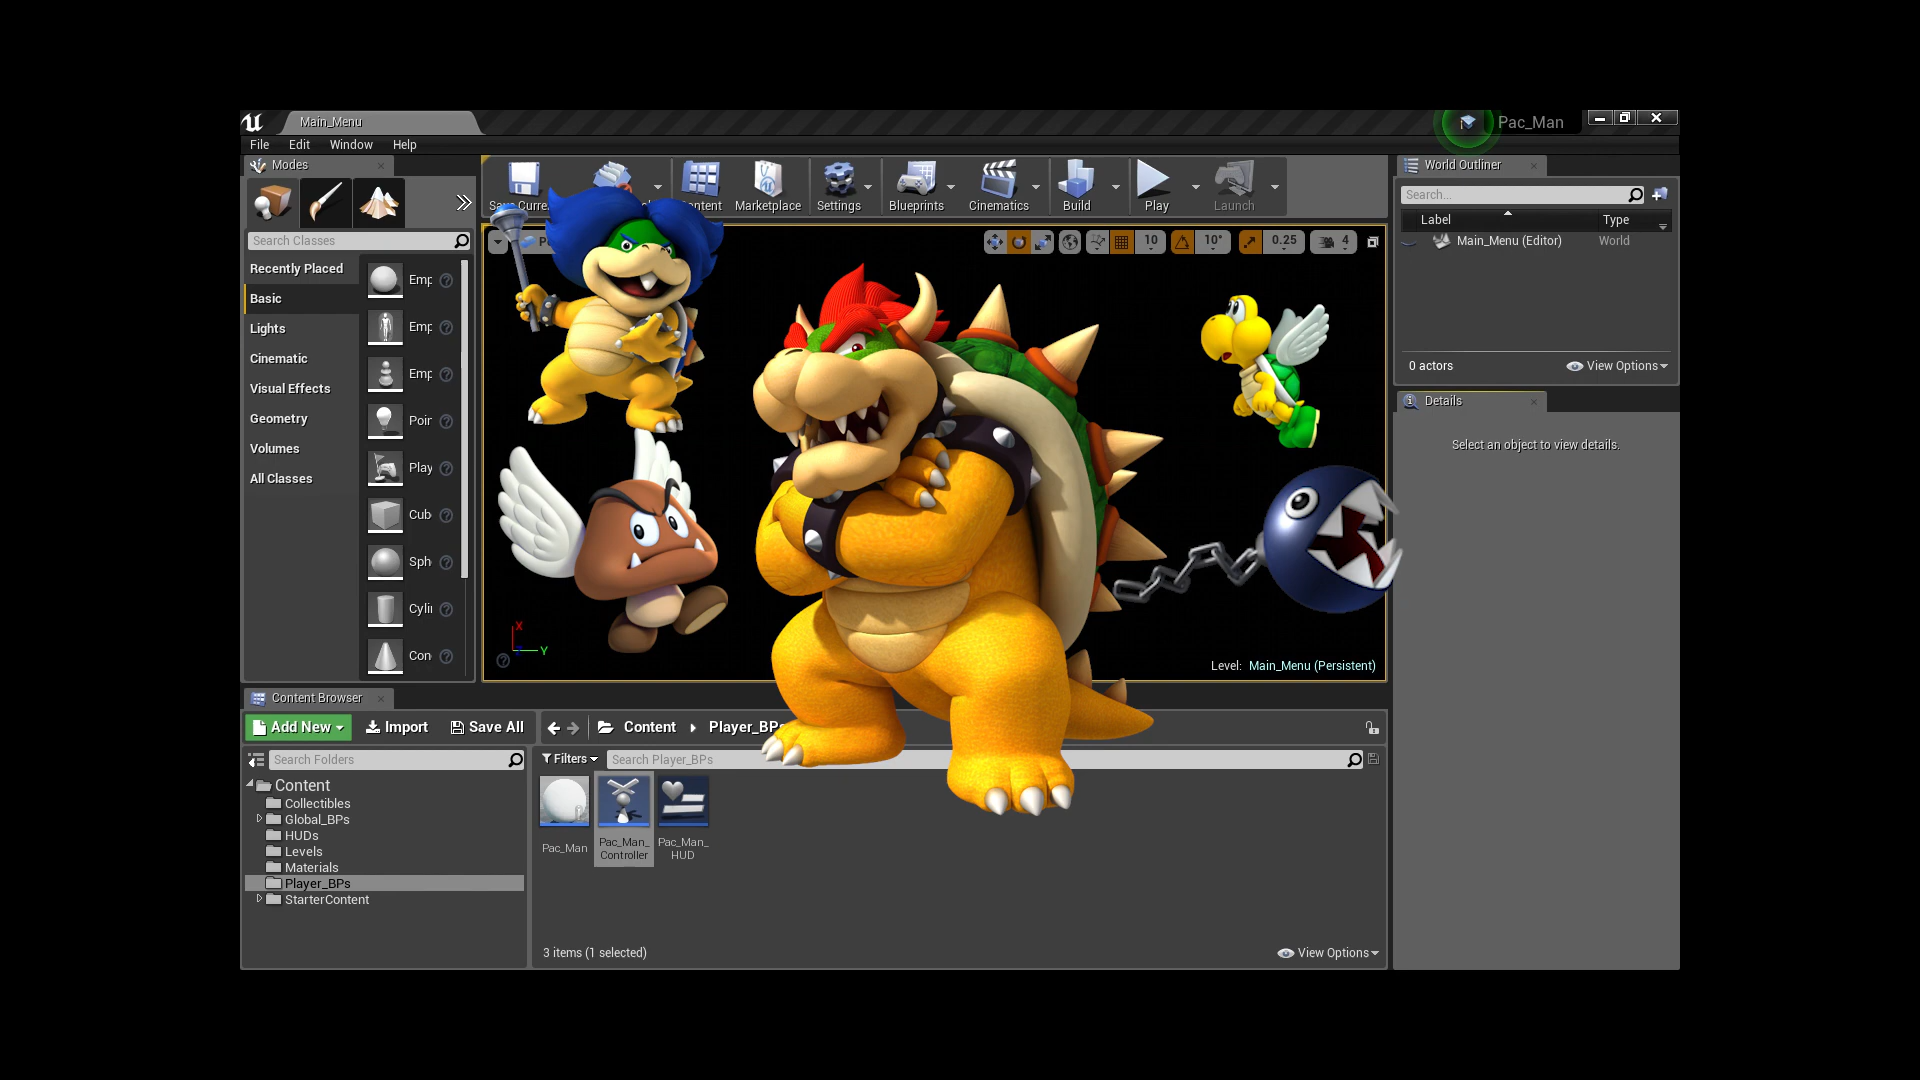 Main_Menu
Pac_Man
File Edit Window Help
Modes
Search Classes
Recently Placed
Basic
Lights
Cinematic
Visual Effects
Geometry
Volumes
All Classes
Emp
Emp
Emp
Poin
Play
Cub
Sph
Cylin
Con
Save Curre
Marketplace
Settings
Blueprints
Cinematics
Build
Play
Launch
10
10°
0.25
4
X
Y
Level: Main_Menu (Persistent)
World Outliner
Search...
Label Type
Main_Menu (Editor) World
0 actors
View Options
Details
Select an object to view details.
Content Browser
Add New Import Save All
Content Player_BPs
Search Folders
Filters
Search Player_BPs
Content
Collectibles
Global_BPs
HUDs
Levels
Materials
Player_BPs
StarterContent
Pac_Man
Pac_Man_
Controller
Pac_Man_
HUD
3 items (1 selected)
View Options